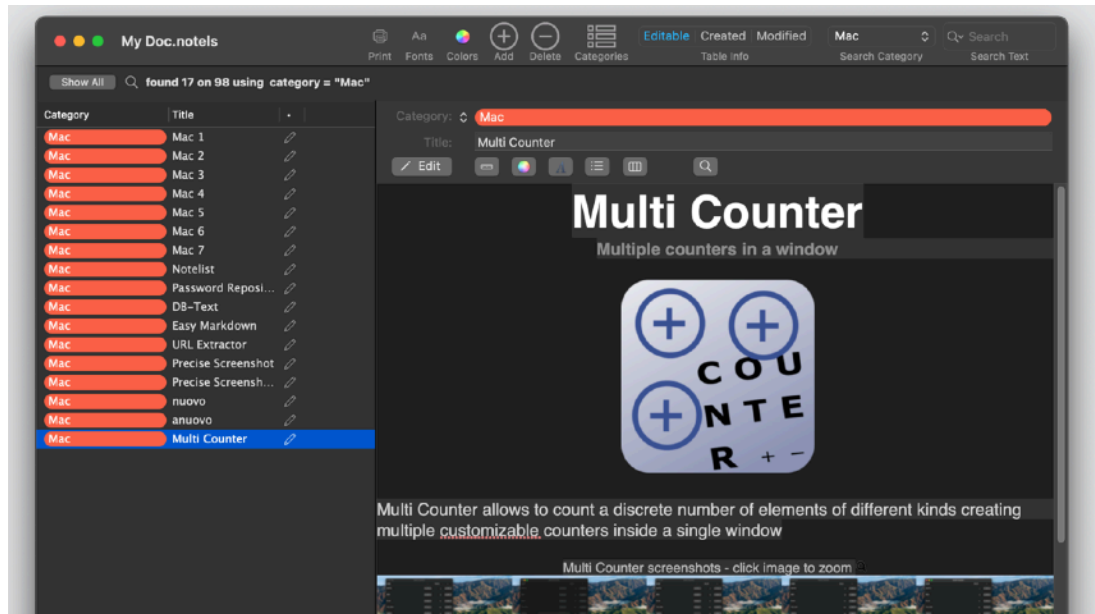 My Doc.notels
Print Aa Fonts Colors Add Delete Categories
Editable Created Modified
Table Info
Mac
Search Category
Search
Search Text
Show All found 17 on 98 using category = "Mac"
Category Title •
Mac Mac 1
Mac Mac 2
Mac Mac 3
Mac Mac 4
Mac Mac 5
Mac Mac 6
Mac Mac 7
Mac Notelist
Mac Password Reposi...
Mac DB-Text
Mac Easy Markdown
Mac URL Extractor
Mac Precise Screenshot
Mac Precise Screensh...
Mac nuovo
Mac anuovo
Mac Multi Counter
Category: Mac
Title: Multi Counter
Edit
Multi Counter
Multiple counters in a window
COU
NTE
R + −
Multi Counter allows to count a discrete number of elements of different kinds creating
multiple customizable counters inside a single window
Multi Counter screenshots - click image to zoom